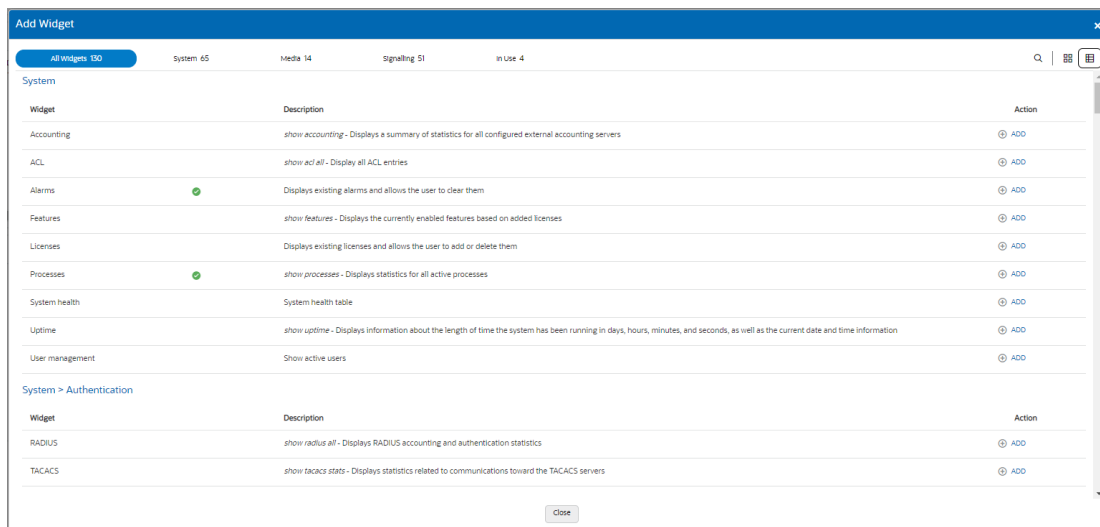 Add Widget
All Widgets 130 System 65 Media 14 Signalling 51 In Use 4
System
Widget Description Action
Accounting show accounting - Displays a summary of statistics for all configured external accounting servers ADD
ACL show acl all - Display all ACL entries ADD
Alarms Displays existing alarms and allows the user to clear them ADD
Features show features - Displays the currently enabled features based on added licenses ADD
Licenses Displays existing licenses and allows the user to add or delete them ADD
Processes show processes - Displays statistics for all active processes ADD
System health System health table ADD
Uptime show uptime - Displays information about the length of time the system has been running in days, hours, minutes, and seconds, as well as the current date and time information ADD
User management Show active users ADD
System > Authentication
Widget Description Action
RADIUS show radius all - Displays RADIUS accounting and authentication statistics ADD
TACACS show tacacs stats - Displays statistics related to communications toward the TACACS servers ADD
Close